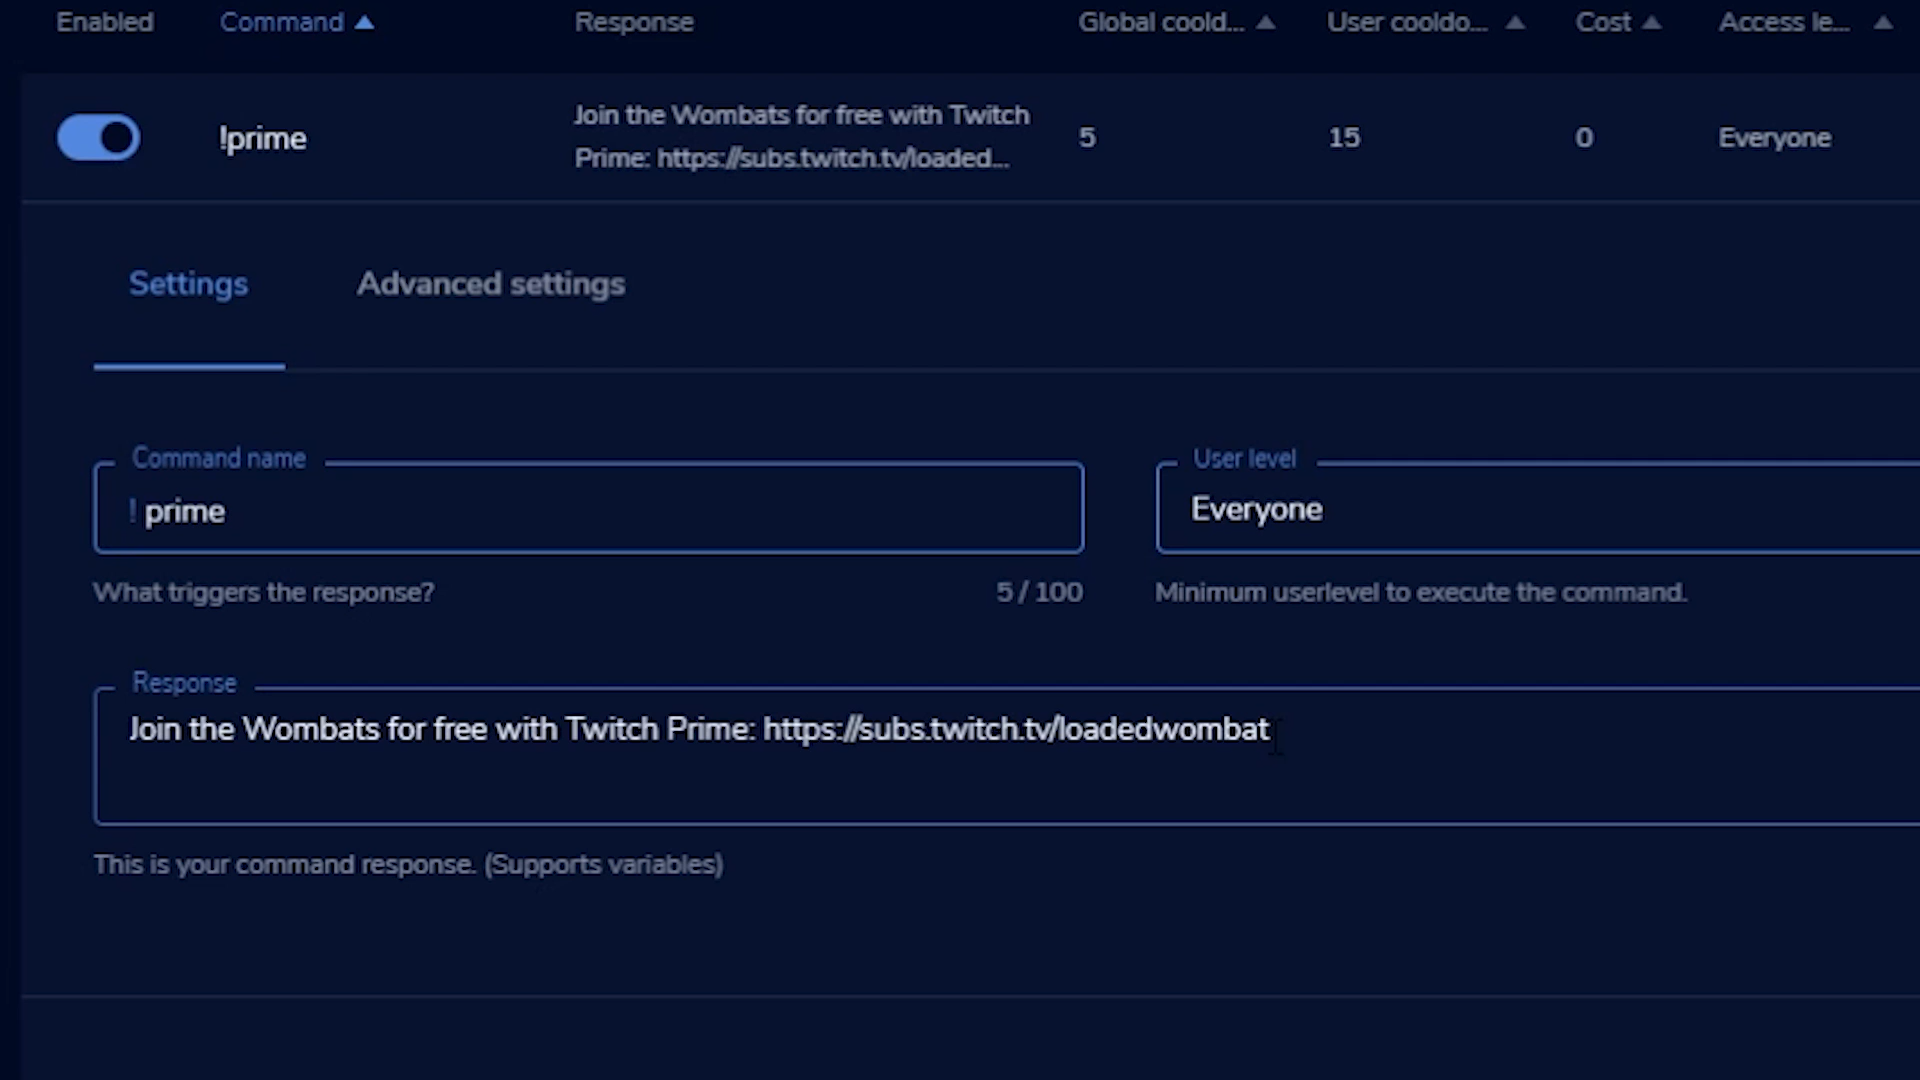 Enabled Command Response Global coold... User cooldo... Cost Access le...
!prime Join the Wombats for free with Twitch Prime: https://subs.twitch.tv/loaded... 5 15 0 Everyone
Settings Advanced settings
Command name User level
! prime Everyone
What triggers the response? 5 / 100 Minimum userlevel to execute the command.
Response
Join the Wombats for free with Twitch Prime: https://subs.twitch.tv/loadedwombat
This is your command response. (Supports variables)